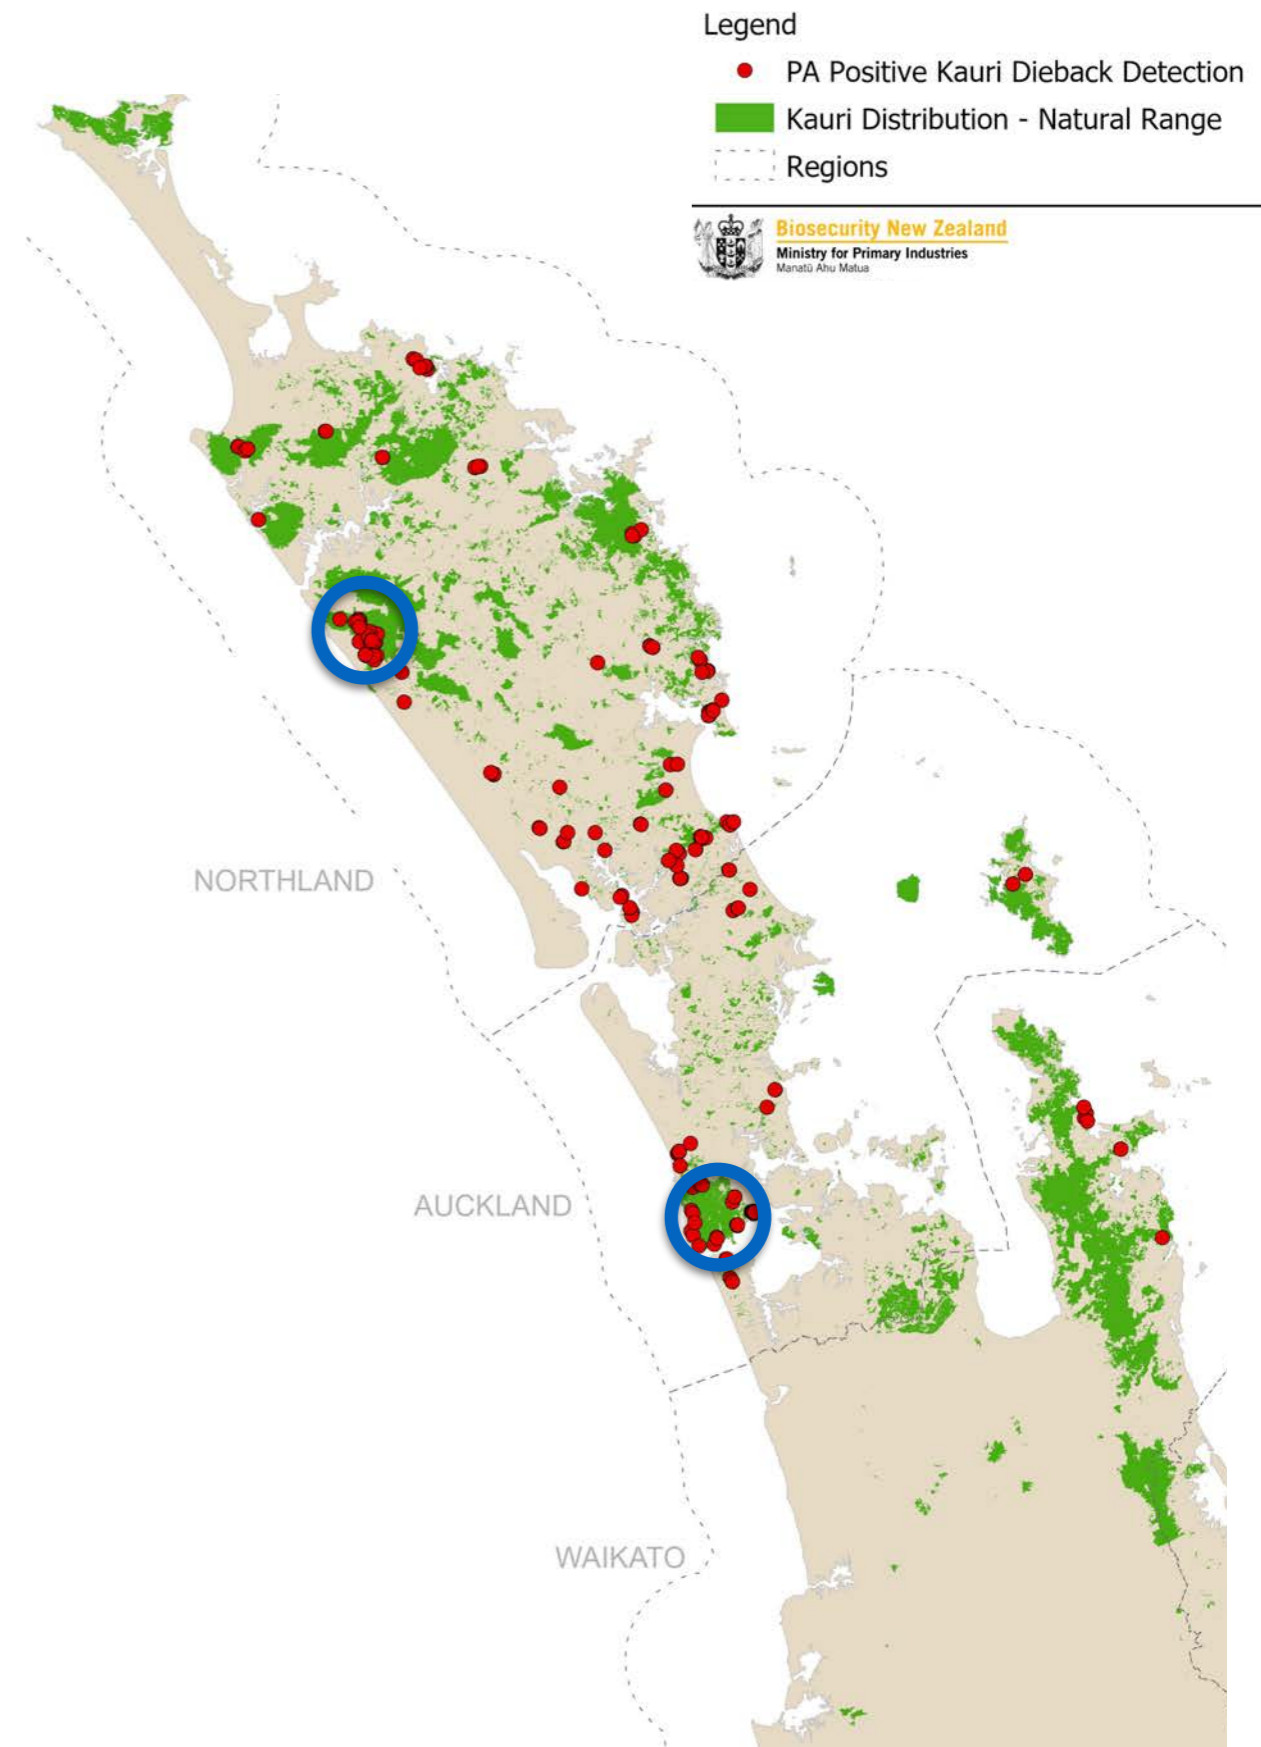 Legend
PA Positive Kauri Dieback Detection
Kauri Distribution - Natural Range
Regions
Biosecurity New Zealand
Ministry for Primary Industries
Manatū Ahu Matua
NORTHLAND
AUCKLAND
WAIKATO